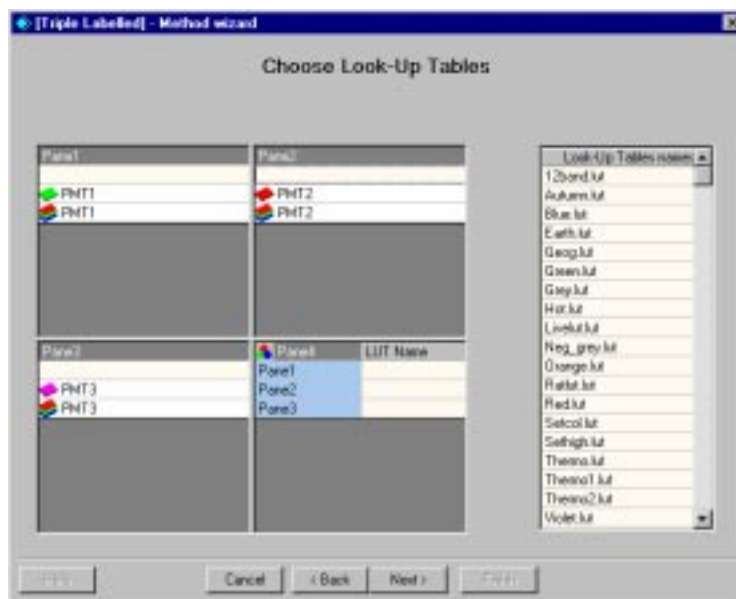 [Triple Labelled] - Method wizard
Choose Look-Up Tables
Pane1
PMT1
PMT1
Pane2
PMT2
PMT2
Pane3
PMT3
PMT3
Pane4 LUT Name
Pane1
Pane2
Pane3
Look-Up Tables names
12band.lut
Autumn.lut
Blue.lut
Earth.lut
Geog.lut
Green.lut
Grey.lut
Hot.lut
Livelut.lut
Neg_grey.lut
Orange.lut
Ratlut.lut
Red.lut
Setcol.lut
Sethigh.lut
Thermo.lut
Thermo1.lut
Thermo2.lut
Violet.lut
Cancel
< Back
Next >
Finish